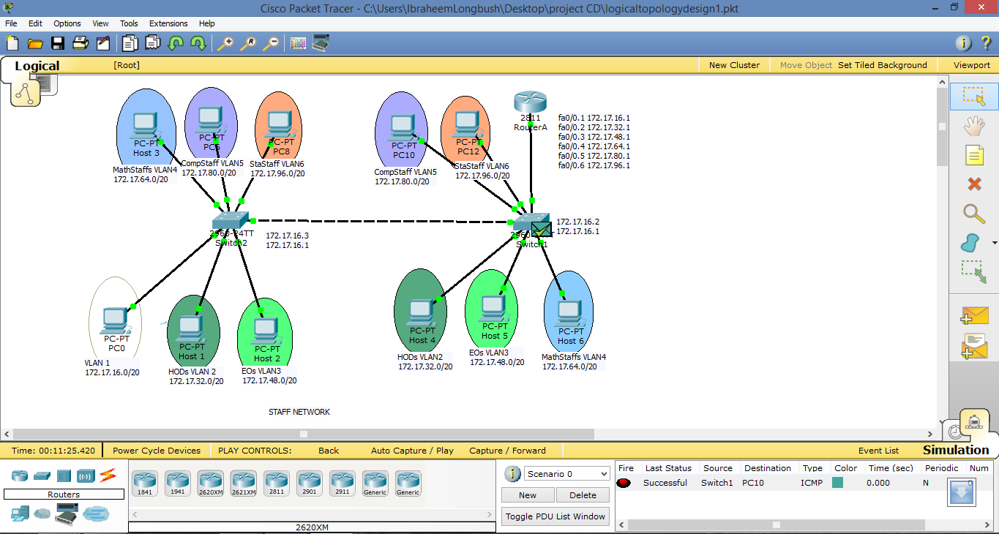 Cisco Packet Tracer - C:\Users\IbraheemLongbush\Desktop\project CD\logicaltopologydesign1.pkt
File Edit Options View Tools Extensions Help
Logical [Root] New Cluster Move Object Set Tiled Background Viewport
PC-PT
Host 3
MathStaffs VLAN4
172.17.64.0/20
PC-PT
PC6
CompStaff VLAN5
172.17.80.0/20
PC-PT
PC8
StaStaff VLAN6
172.17.96.0/20
PC-PT
PC10
CompStaff VLAN5
172.17.80.0/20
PC-PT
PC12
StaStaff VLAN6
172.17.96.0/20
2811
RouterA
fa0/0.1 172.17.16.1
fa0/0.2 172.17.32.1
fa0/0.3 172.17.48.1
fa0/0.4 172.17.64.1
fa0/0.5 172.17.80.1
fa0/0.6 172.17.96.1
2960-24TT
Switch2
172.17.16.3
172.17.16.1
Switch1
172.17.16.2
172.17.16.1
PC-PT
PC0
VLAN 1
172.17.16.0/20
PC-PT
Host 1
HODs VLAN 2
172.17.32.0/20
PC-PT
Host 2
EOs VLAN3
172.17.48.0/20
PC-PT
Host 4
HODs VLAN2
172.17.32.0/20
PC-PT
Host 5
EOs VLAN3
172.17.48.0/20
PC-PT
Host 6
MathStaffs VLAN4
172.17.64.0/20
STAFF NETWORK
Time: 00:11:25.420 Power Cycle Devices PLAY CONTROLS: Back Auto Capture / Play Capture / Forward Event List Simulation
Routers
1841 1941 2620XM 2621XM 2811 2901 2911 Generic Generic
2620XM
Scenario 0
New Delete
Toggle PDU List Window
Fire Last Status Source Destination Type Color Time (sec) Periodic Num
Successful Switch1 PC10 ICMP 0.000 N 0